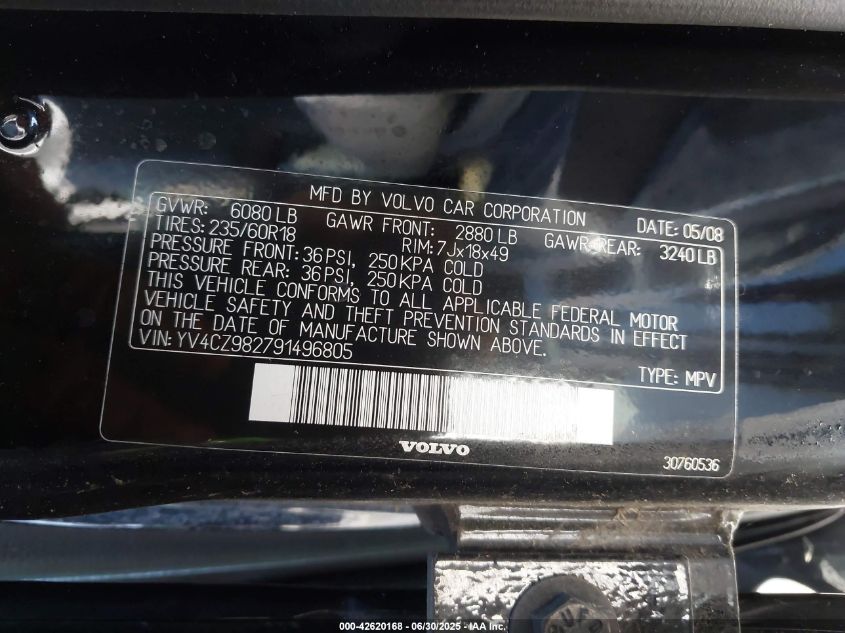 MFD BY VOLVO CAR CORPORATION
GVWR: 6080 LB GAWR FRONT: 2880 LB GAWR REAR: 3240 LB DATE: 05/08
TIRES: 235/60R18 RIM: 7Jx18x49
PRESSURE FRONT: 36 PSI, 250 KPA COLD
PRESSURE REAR: 36 PSI, 250 KPA COLD
THIS VEHICLE CONFORMS TO ALL APPLICABLE FEDERAL MOTOR
VEHICLE SAFETY AND THEFT PREVENTION STANDARDS IN EFFECT
ON THE DATE OF MANUFACTURE SHOWN ABOVE.
VIN: YV4CZ982791496805 TYPE: MPV
VOLVO
30760536
000-42620168 - 06/30/2025 - IAA Inc.